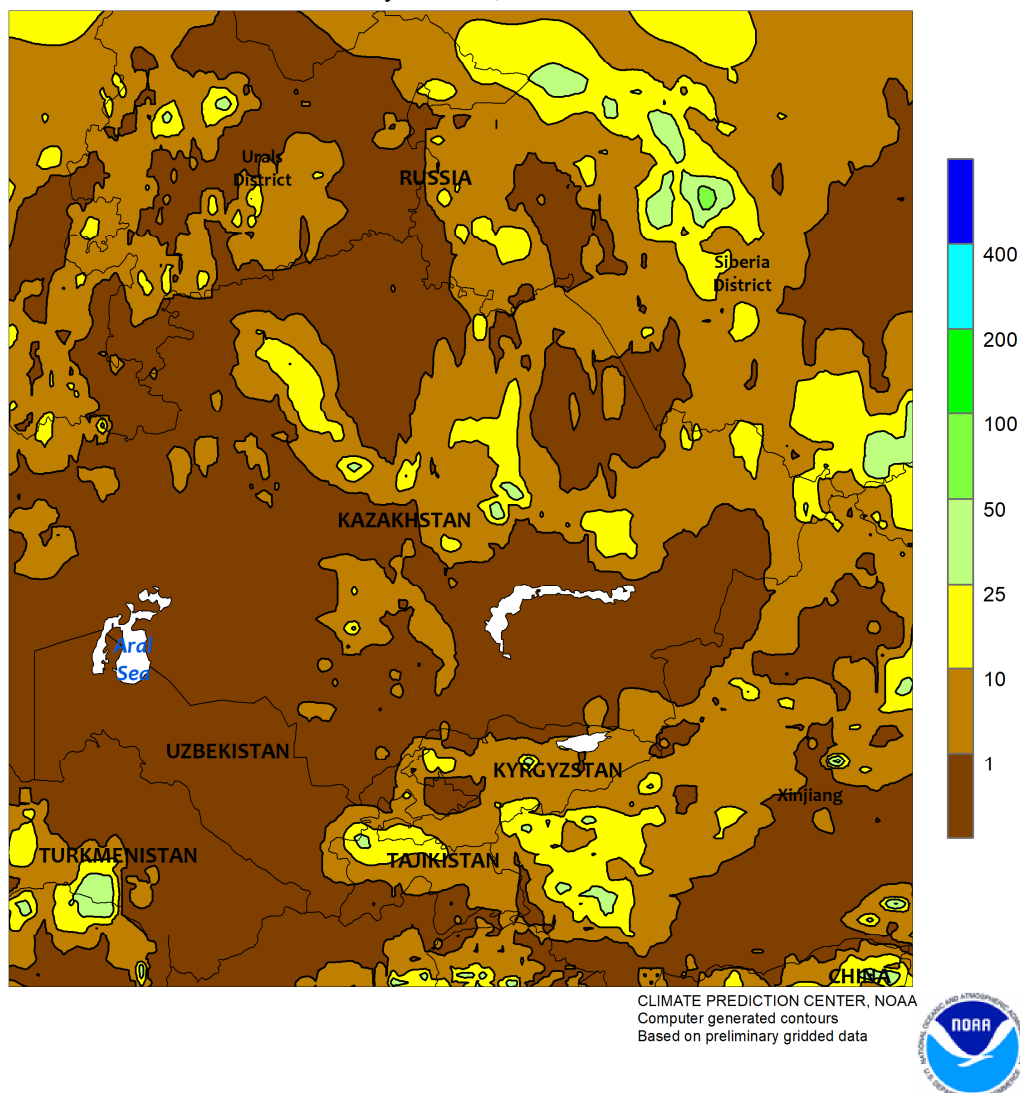 Urals
District
RUSSIA
Siberia
District
400
200
100
50
25
10
1
KAZAKHSTAN
Aral
Sea
UZBEKISTAN
KYRGYZSTAN
Xinjiang
TURKMENISTAN
TAJIKISTAN
CHINA
CLIMATE PREDICTION CENTER, NOAA
Computer generated contours
Based on preliminary gridded data
NOAA